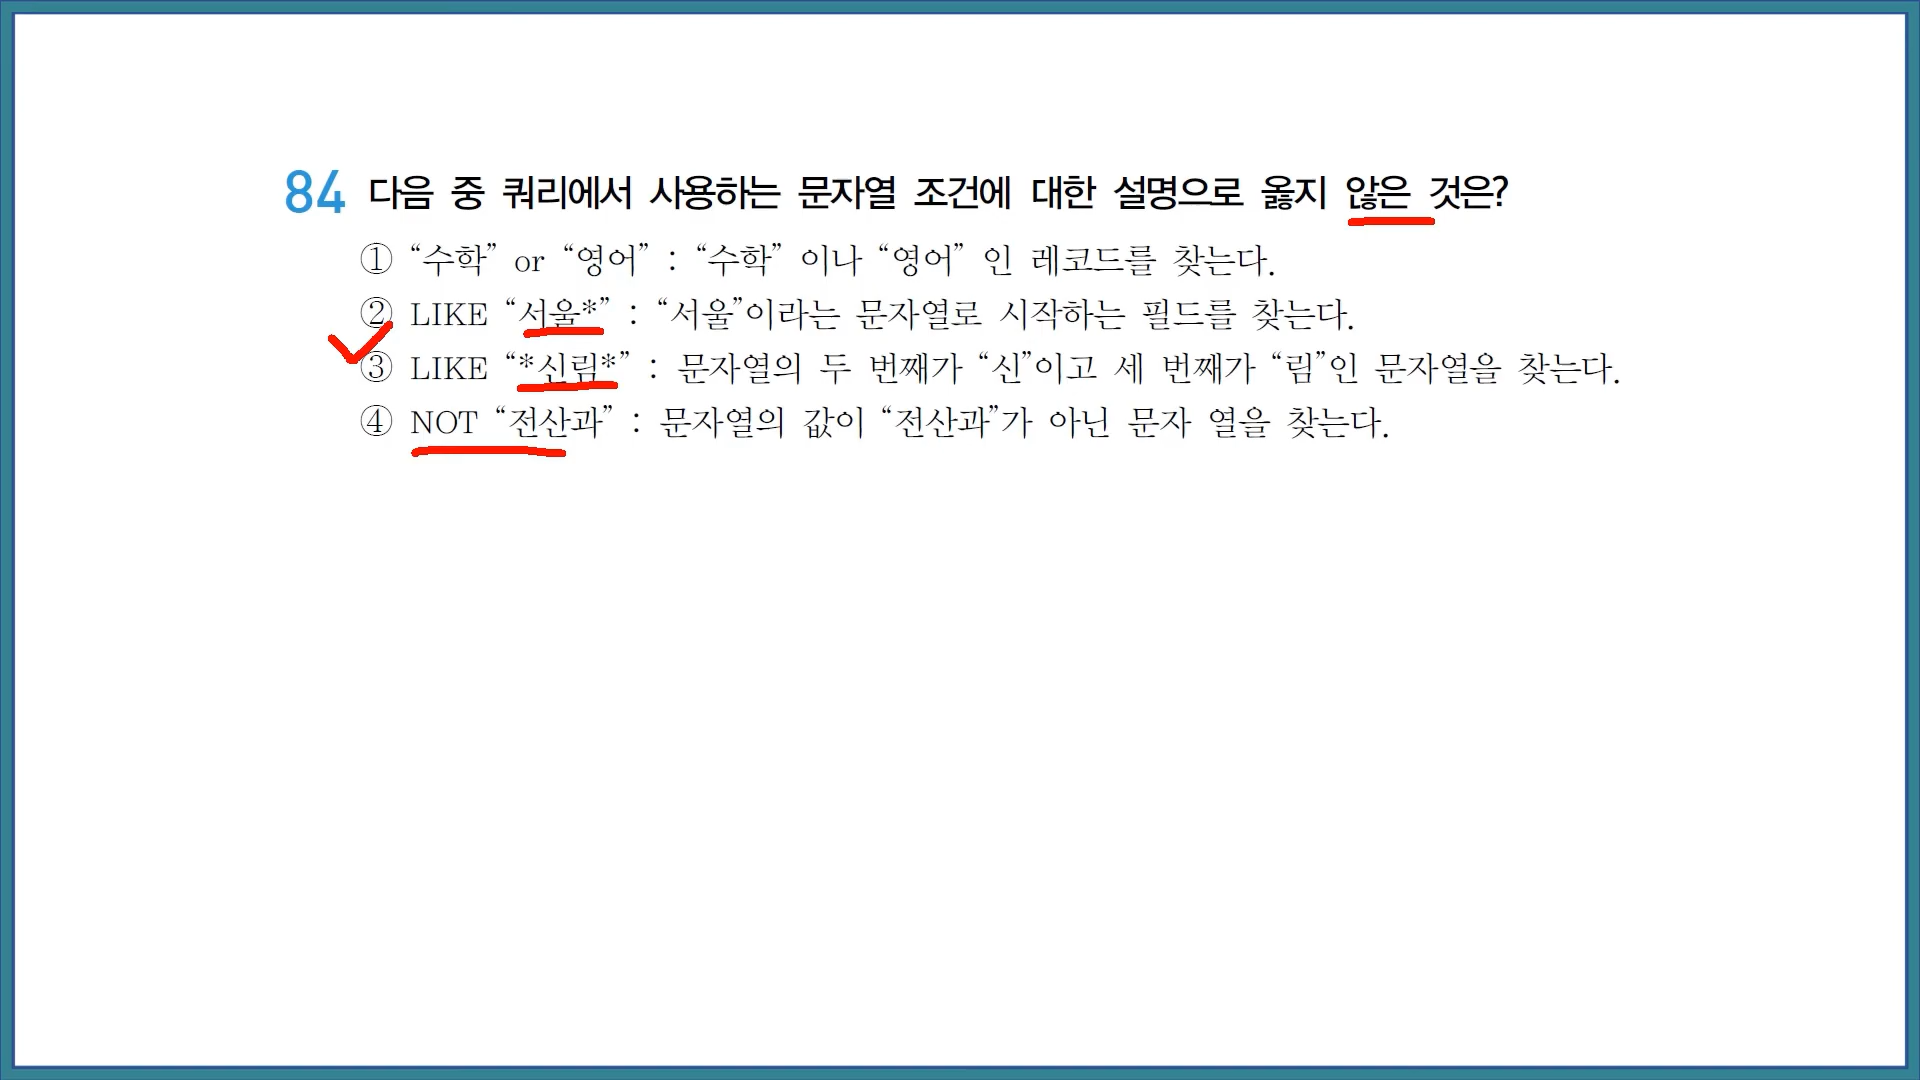 84 다음 중 쿼리에서 사용하는 문자열 조건에 대한 설명으로 옳지 않은 것은?
① “수학” or “영어” : “수학” 이나 “영어” 인 레코드를 찾는다.
② LIKE “서울*” : “서울”이라는 문자열로 시작하는 필드를 찾는다.
③ LIKE “*신림*” : 문자열의 두 번째가 “신”이고 세 번째가 “림”인 문자열을 찾는다.
④ NOT “전산과” : 문자열의 값이 “전산과”가 아닌 문자 열을 찾는다.